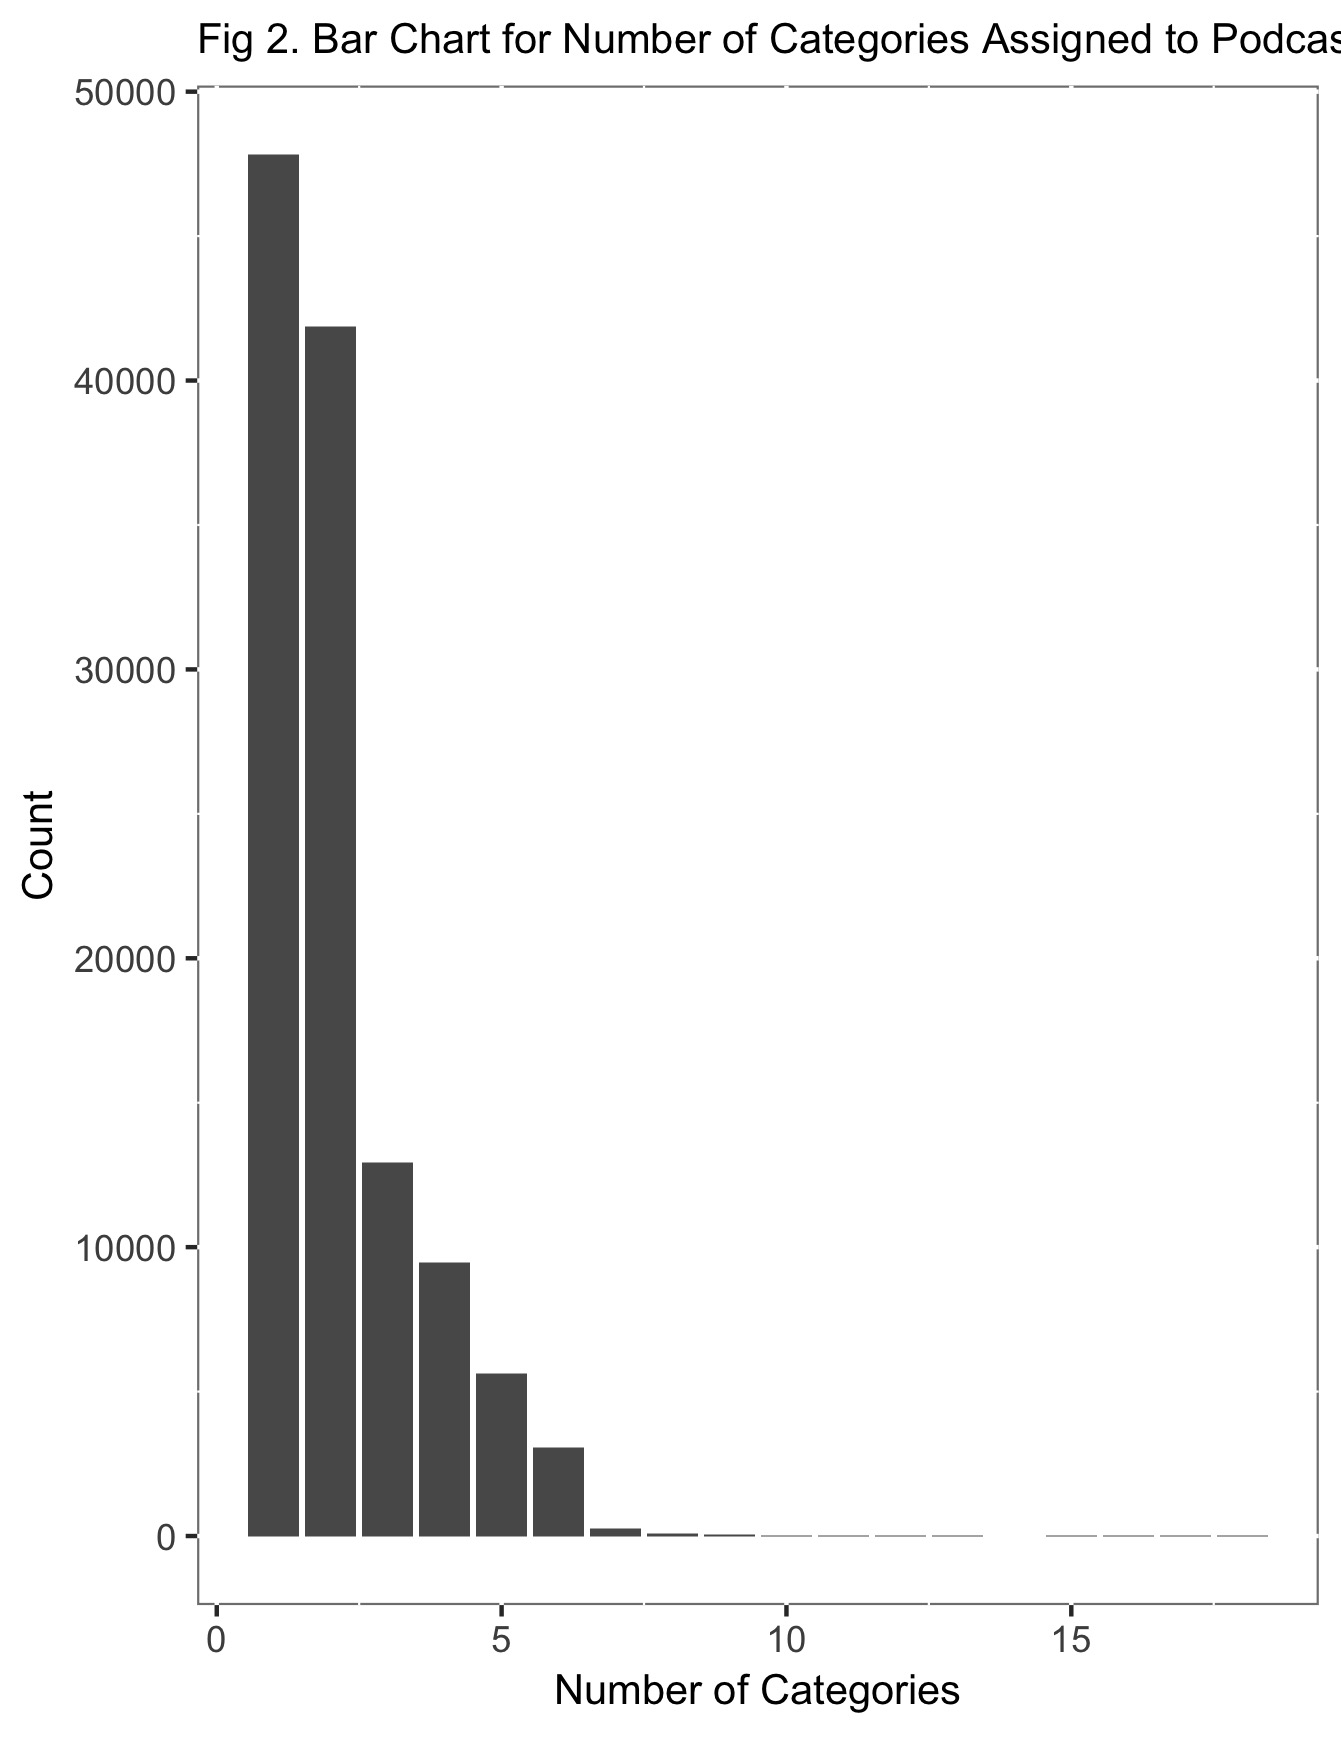 Fig 2. Bar Chart for Number of Categories Assigned to Podcas
50000
40000
30000
20000
10000
0
Count
0 5 10 15
Number of Categories